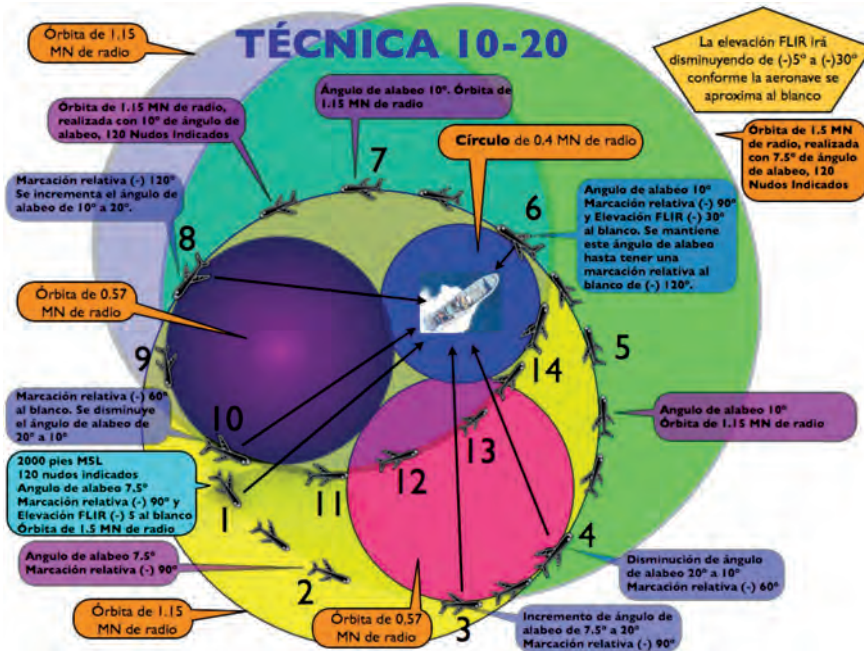 TÉCNICA 10-20
Órbita de 1.15
MN de radio
La elevación FLIR irá
disminuyendo de (-)5º a (-)30º
conforme la aeronave se
aproxima al blanco
Ángulo de alabeo 10º. Órbita de
1.15 MN de radio
Órbita de 1.15 MN de radio,
realizada con 10º de ángulo de
alabeo, 120 Nudos Indicados
Círculo de 0.4 MN de radio
Órbita de 1.5 MN
de radio, realizada
con 7.5º de ángulo
de alabeo, 120
Nudos Indicados
7
Marcación relativa (-) 120º
Se incrementa el ángulo de
alabeo de 10º a 20º.
6
Angulo de alabeo 10º
Marcación relativa (-) 90º
y Elevación FLIR (-) 30º
al blanco. Se mantiene
este ángulo de alabeo
hasta tener una
marcación relativa al
blanco de (-) 120º.
8
Órbita de 0.57
MN de radio
9
5
14
Marcación relativa (-) 60º
al blanco. Se disminuye
el ángulo de alabeo de
20º a 10º
10
Angulo de alabeo 10º
Órbita de 1.15 MN de radio
13
12
11
2000 pies MSL
120 nudos indicados
Angulo de alabeo 7.5º
Marcación relativa (-) 90º y
Elevación FLIR (-) 5 al blanco
Órbita de 1.5 MN de radio
1
4
Angulo de alabeo 7.5º
Marcación relativa (-) 90º
2
Disminución de ángulo
de alabeo 20º a 10º
Marcación relativa (-) 60º
Órbita de 1.15
MN de radio
Órbita de 0.57
MN de radio
3
Incremento de ángulo de
alabeo de 7.5º a 20º
Marcación relativa (-) 90º